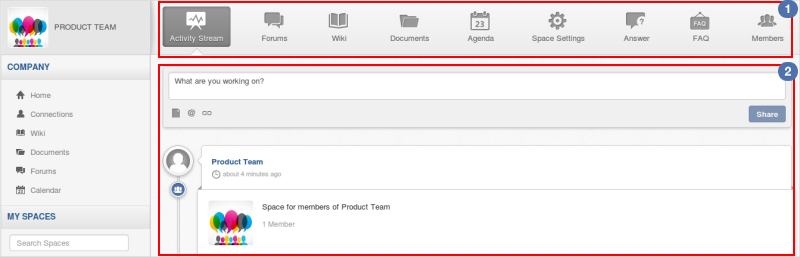 PRODUCT TEAM
1
Activity Stream
Forums
Wiki
Documents
23
Agenda
Space Settings
?
Answer
FAQ
FAQ
Members
COMPANY
Home
Connections
Wiki
Documents
Forums
Calendar
MY SPACES
Search Spaces
2
What are you working on?
@
Share
Product Team
about 4 minutes ago
Space for members of Product Team
1 Member